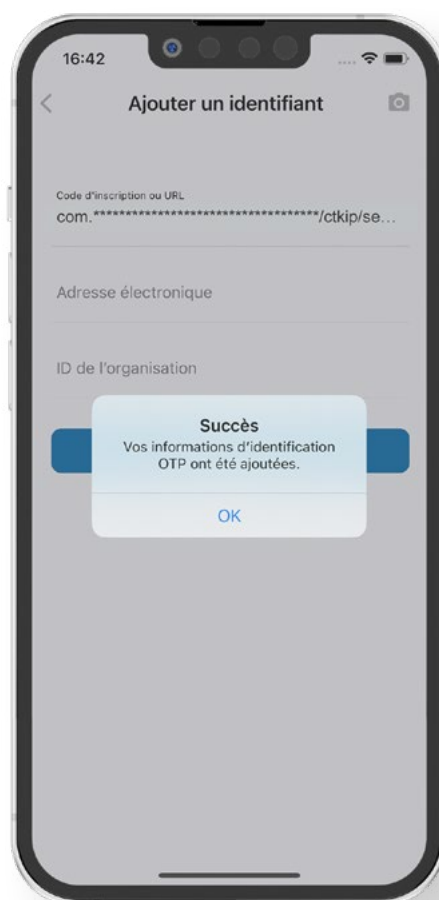 16:42
Ajouter un identifiant
Code d'inscription ou URL
com.***********************************/ctkip/se...
Adresse électronique
ID de l'organisation
Succès
Vos informations d'identification
OTP ont été ajoutées.
OK